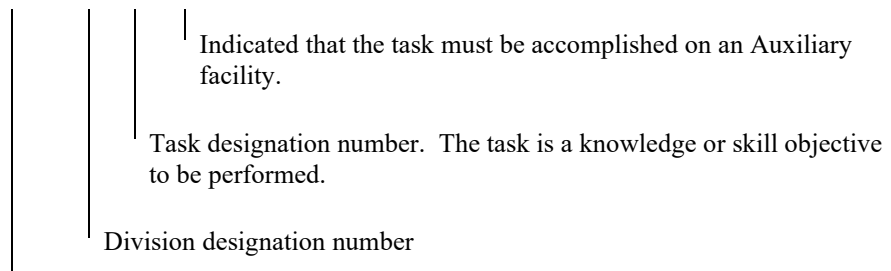 Indicated that the task must be accomplished on an Auxiliary
facility.
Task designation number.  The task is a knowledge or skill objective
to be performed.
Division designation number